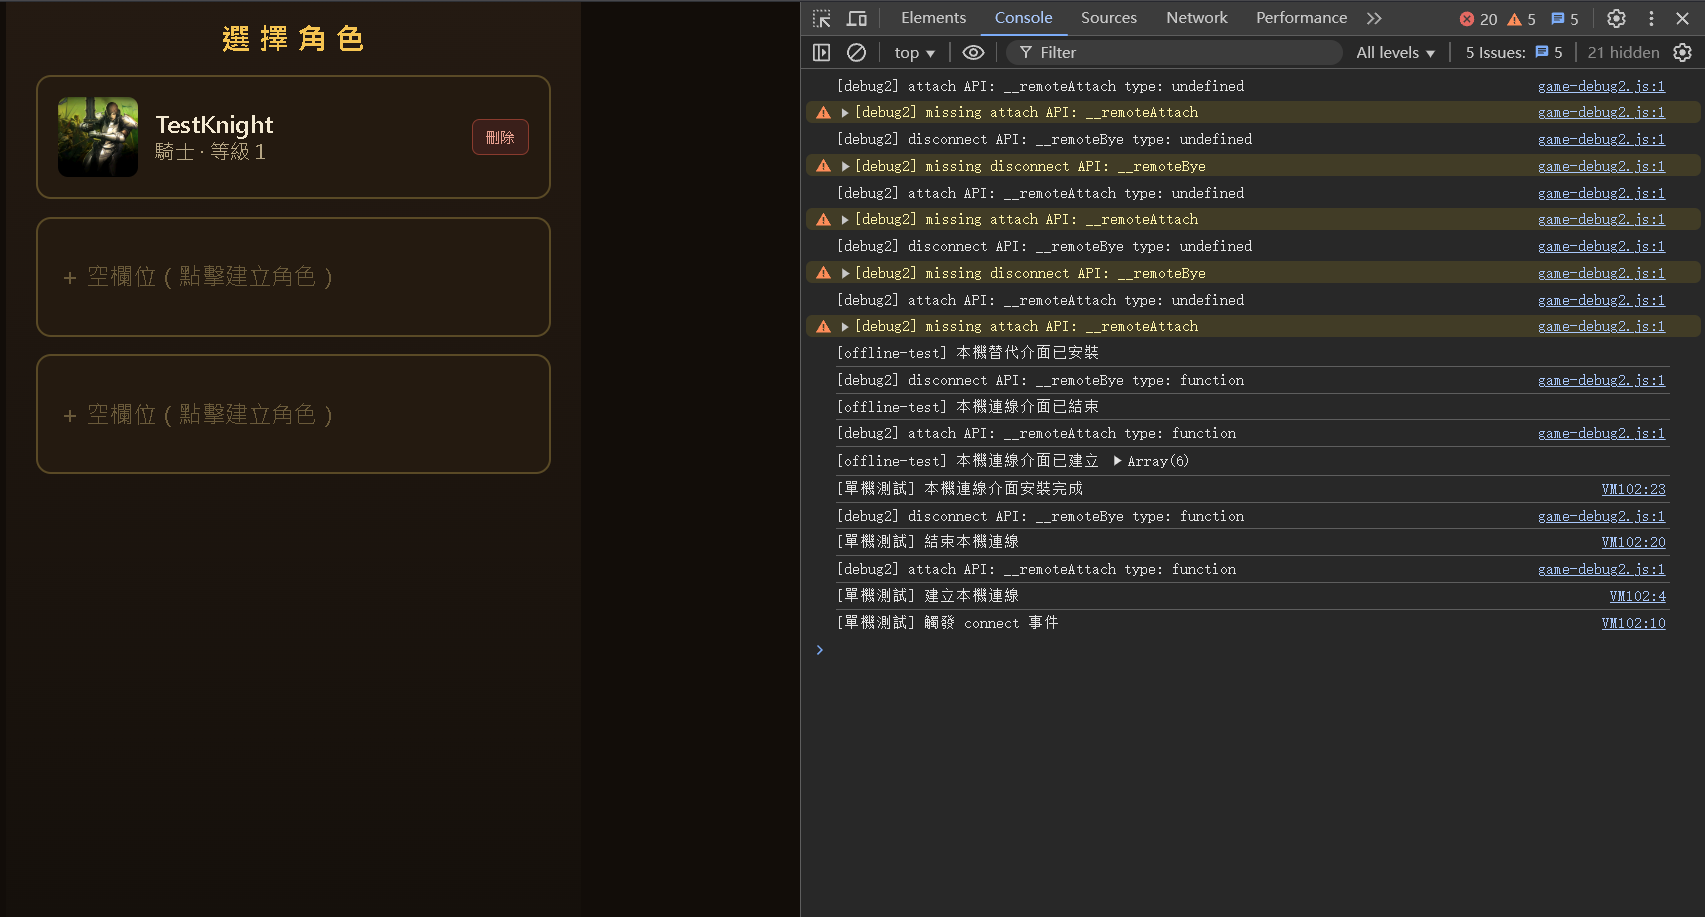 選擇角色
TestKnight
騎士 · 等級 1
刪除
+ 空欄位 ( 點擊建立角色 )
+ 空欄位 ( 點擊建立角色 )
Elements Console Sources Network Performance 20 5 5
top Filter All levels 5 Issues: 5 21 hidden
[debug2] attach API: __remoteAttach type: undefined game-debug2.js:1
[debug2] missing attach API: __remoteAttach game-debug2.js:1
[debug2] disconnect API: __remoteBye type: undefined game-debug2.js:1
[debug2] missing disconnect API: __remoteBye game-debug2.js:1
[debug2] attach API: __remoteAttach type: undefined game-debug2.js:1
[debug2] missing attach API: __remoteAttach game-debug2.js:1
[debug2] disconnect API: __remoteBye type: undefined game-debug2.js:1
[debug2] missing disconnect API: __remoteBye game-debug2.js:1
[debug2] attach API: __remoteAttach type: undefined game-debug2.js:1
[debug2] missing attach API: __remoteAttach game-debug2.js:1
[offline-test] 本機替代介面已安裝
[debug2] disconnect API: __remoteBye type: function game-debug2.js:1
[offline-test] 本機連線介面已結束
[debug2] attach API: __remoteAttach type: function game-debug2.js:1
[offline-test] 本機連線介面已建立 Array(6)
[單機測試] 本機連線介面安裝完成 VM102:23
[debug2] disconnect API: __remoteBye type: function game-debug2.js:1
[單機測試] 結束本機連線 VM102:20
[debug2] attach API: __remoteAttach type: function game-debug2.js:1
[單機測試] 建立本機連線 VM102:4
[單機測試] 觸發 connect 事件 VM102:10